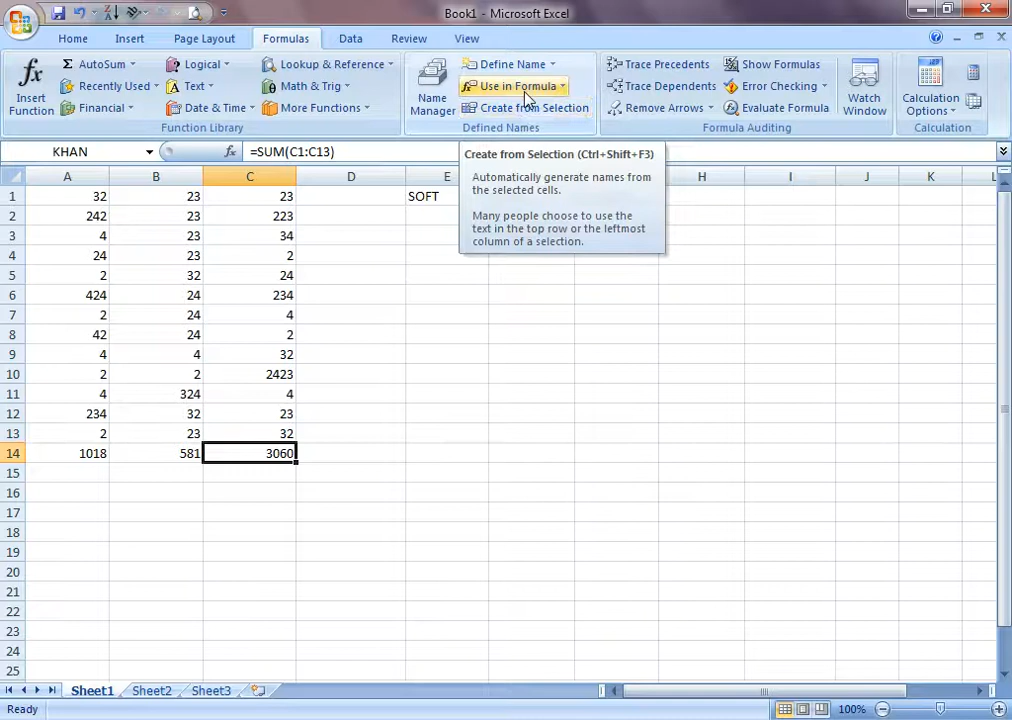 Book1 - Microsoft Excel
Home Insert Page Layout Formulas Data Review View
fx Insert Function
Σ AutoSum
Recently Used
Financial
Logical
Text
Date & Time
Lookup & Reference
Math & Trig
More Functions
Function Library
Name Manager
Define Name
Use in Formula
Create from Selection
Defined Names
Trace Precedents
Trace Dependents
Remove Arrows
Show Formulas
Error Checking
Evaluate Formula
Formula Auditing
Watch Window
Calculation Options
Calculation
KHAN fx =SUM(C1:C13)
Create from Selection (Ctrl+Shift+F3)
Automatically generate names from
the selected cells.
Many people choose to use the
text in the top row or the leftmost
column of a selection.
A B C D E H I J K L
1 32 23 23 SOFT
2 242 23 223
3 4 23 34
4 24 23 2
5 2 32 24
6 424 24 234
7 2 24 4
8 42 24 2
9 4 4 32
10 2 2 2423
11 4 324 4
12 234 32 23
13 2 23 32
14 1018 581 3060
15
16
17
18
19
20
21
22
23
24
25
Sheet1 Sheet2 Sheet3
Ready 100%